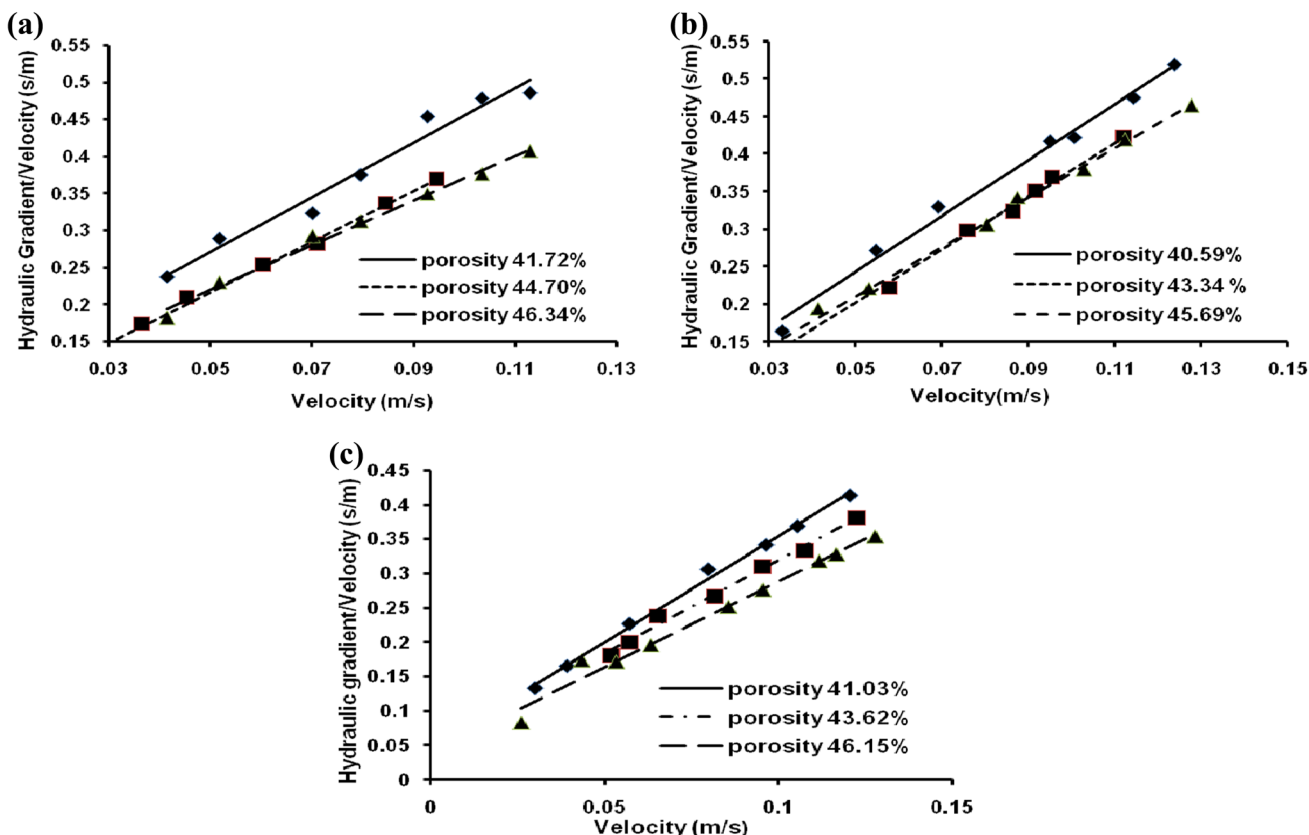 (a)
Hydraulic Gradient/Velocity (s/m)
0.55
0.5
0.45
0.4
0.35
0.3
0.25
0.2
0.15
porosity 41.72%
porosity 44.70%
porosity 46.34%
0.03 0.05 0.07 0.09 0.11 0.13
Velocity (m/s)
(b)
Hydraulic Gradient/Velocity (s/m)
0.55
0.5
0.45
0.4
0.35
0.3
0.25
0.2
0.15
porosity 40.59%
porosity 43.34 %
porosity 45.69%
0.03 0.05 0.07 0.09 0.11 0.13 0.15
Velocity(m/s)
(c)
Hydraulic gradient/Velocity (s/m)
0.45
0.4
0.35
0.3
0.25
0.2
0.15
0.1
0.05
0
porosity 41.03%
porosity 43.62%
porosity 46.15%
0 0.05 0.1 0.15
Velocity (m/s)